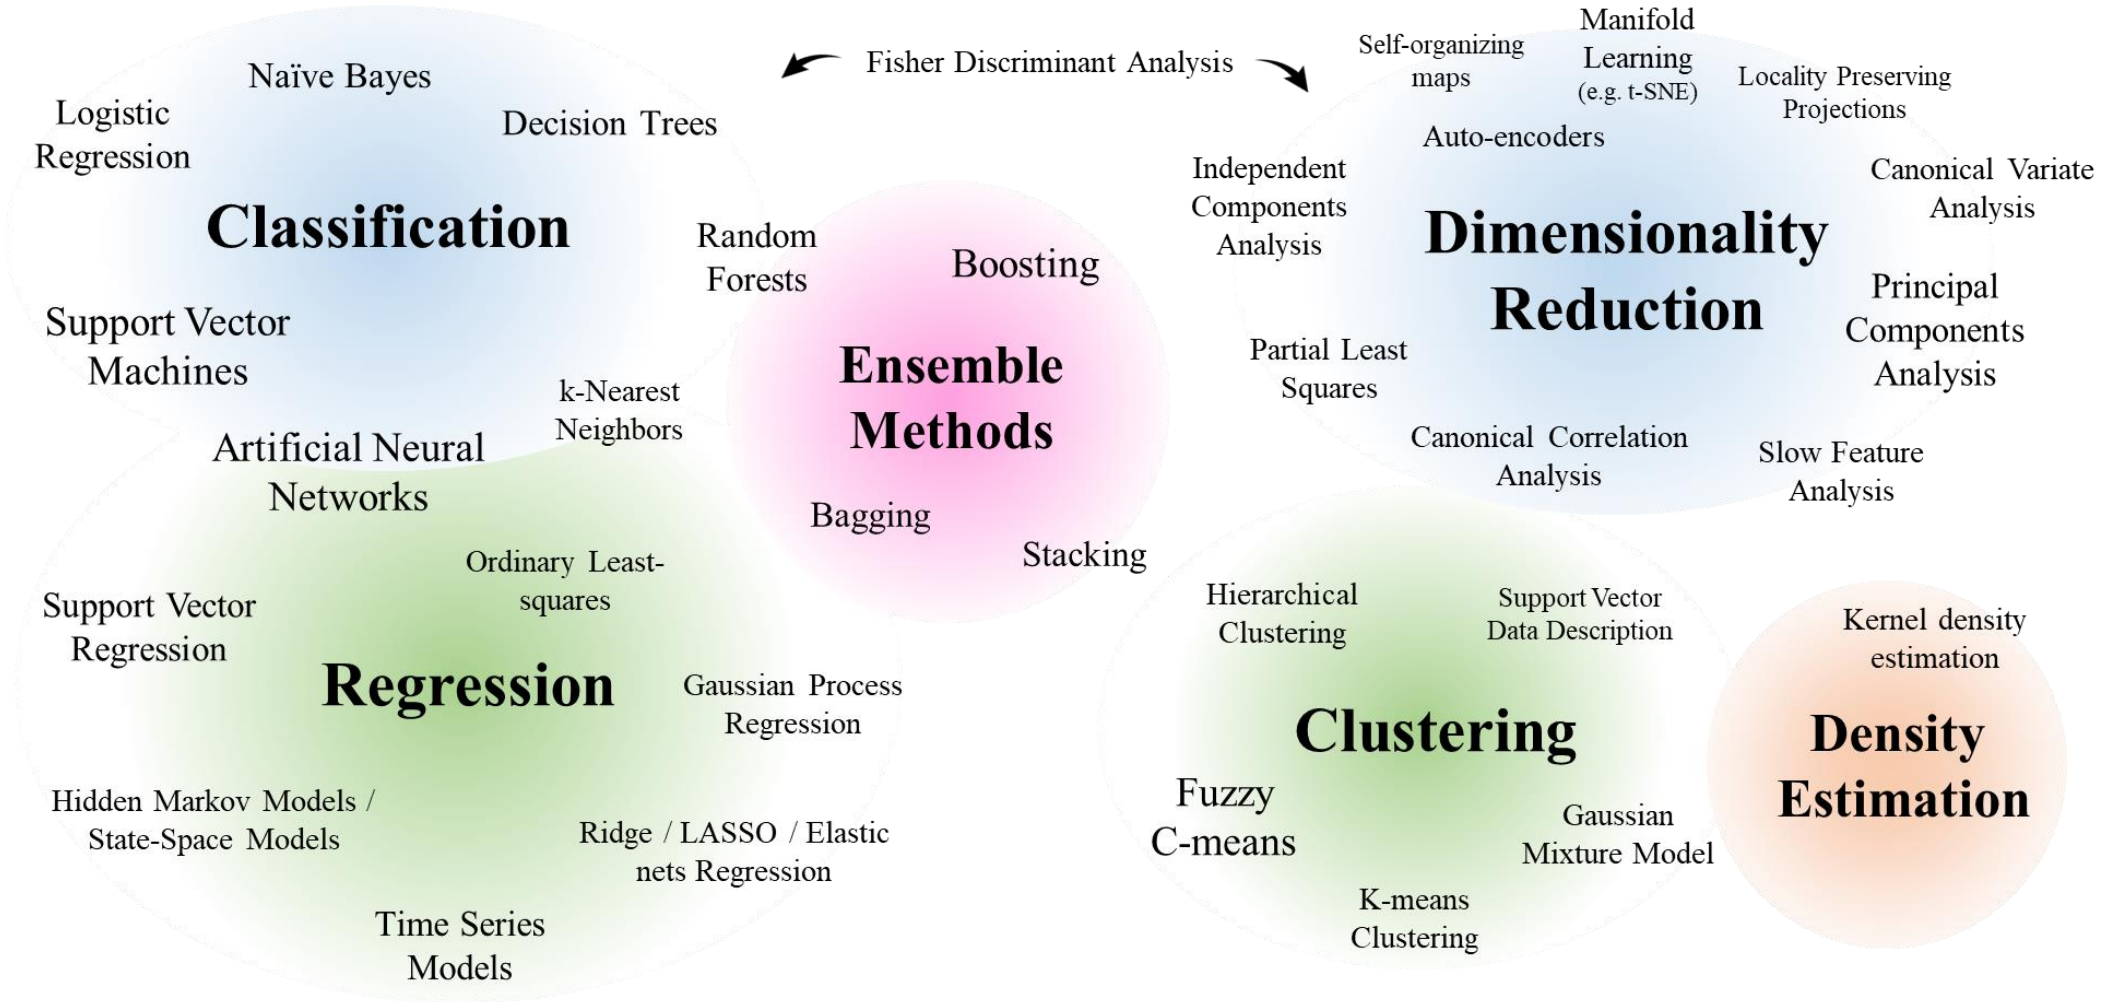 Fisher Discriminant Analysis
Naïve Bayes
Logistic
Regression
Decision Trees
Classification
Support Vector
Machines
Random
Forests
k-Nearest
Neighbors
Artificial Neural
Networks
Boosting
Ensemble
Methods
Bagging
Stacking
Ordinary Least-
squares
Support Vector
Regression
Regression
Gaussian Process
Regression
Hidden Markov Models /
State-Space Models
Ridge / LASSO / Elastic
nets Regression
Time Series
Models
Self-organizing
maps
Manifold
Learning
(e.g. t-SNE)
Locality Preserving
Projections
Auto-encoders
Independent
Components
Analysis
Canonical Variate
Analysis
Dimensionality
Reduction
Principal
Components
Analysis
Partial Least
Squares
Canonical Correlation
Analysis
Slow Feature
Analysis
Hierarchical
Clustering
Support Vector
Data Description
Clustering
Fuzzy
C-means
Gaussian
Mixture Model
K-means
Clustering
Kernel density
estimation
Density
Estimation